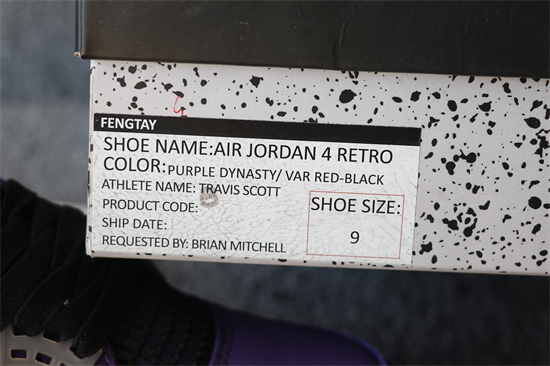 4
FENGTAY
SHOE NAME:AIR JORDAN 4 RETRO
COLOR:PURPLE DYNASTY/ VAR RED-BLACK
ATHLETE NAME: TRAVIS SCOTT
PRODUCT CODE:
SHIP DATE:
REQUESTED BY: BRIAN MITCHELL
SHOE SIZE:
9